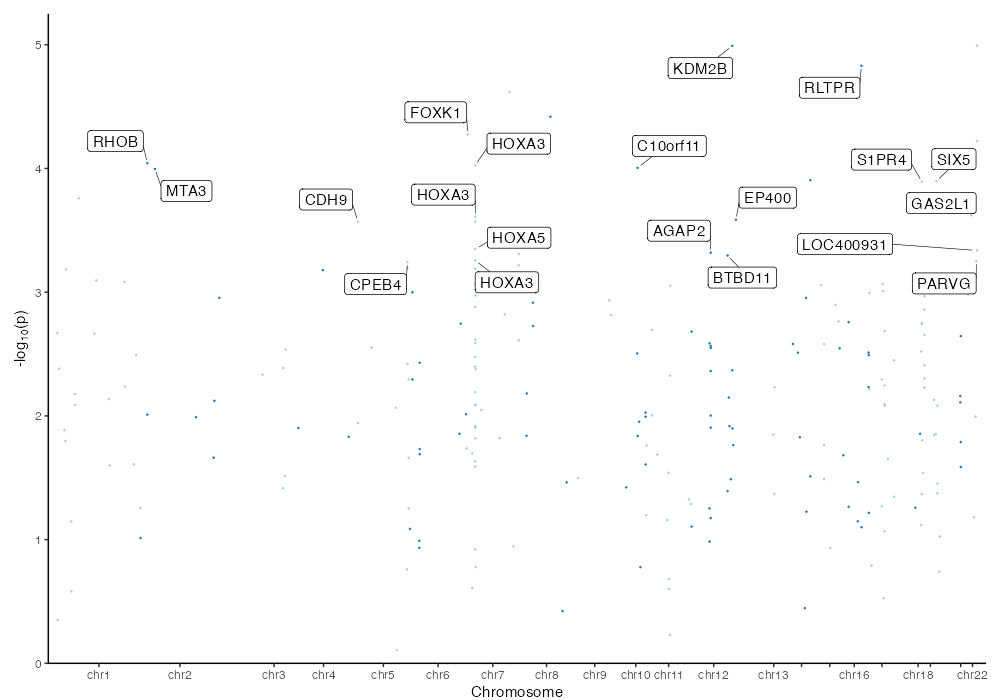 5
KDM2B
RLTPR
FOXK1
RHOB
HOXA3
C10orf11
S1PR4
SIX5
4
MTA3
HOXA3
CDH9
EP400
GAS2L1
AGAP2
HOXA5
LOC400931
CPEB4
HOXA3
BTBD11
PARVG
3
-log10(p)
2
1
0
chr1 chr2 chr3 chr4 chr5 chr6 chr7 chr8 chr9 chr10 chr11 chr12 chr13 chr16 chr18 chr22
Chromosome